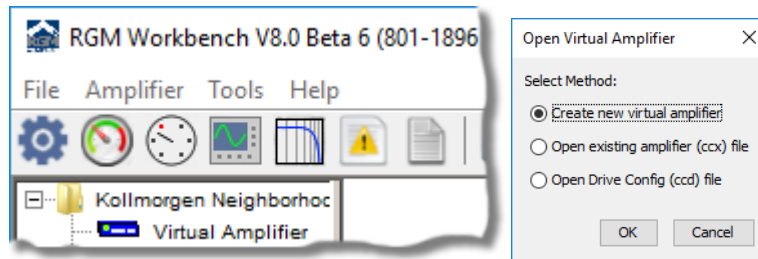 RGM Workbench V8.0 Beta 6 (801-1896
File Amplifier Tools Help
Kollmorgen Neighborhoc
Virtual Amplifier
Open Virtual Amplifier
Select Method:
Create new virtual amplifier
Open existing amplifier (ccx) file
Open Drive Config (ccd) file
OK Cancel